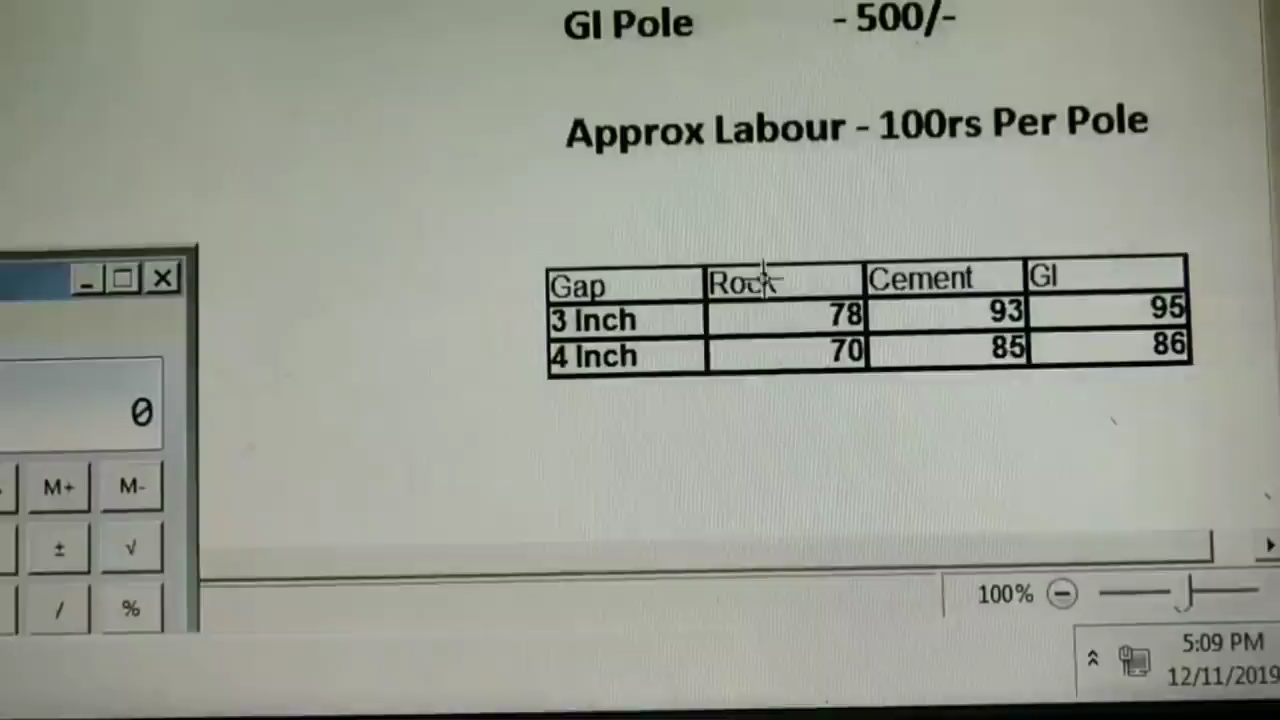 GI Pole - 500/-
Approx Labour - 100rs Per Pole
Gap Rock Cement GI
3 Inch 78 93 95
4 Inch 70 85 86
0
M+ M-
± √
/ %
100%
5:09 PM
12/11/2019